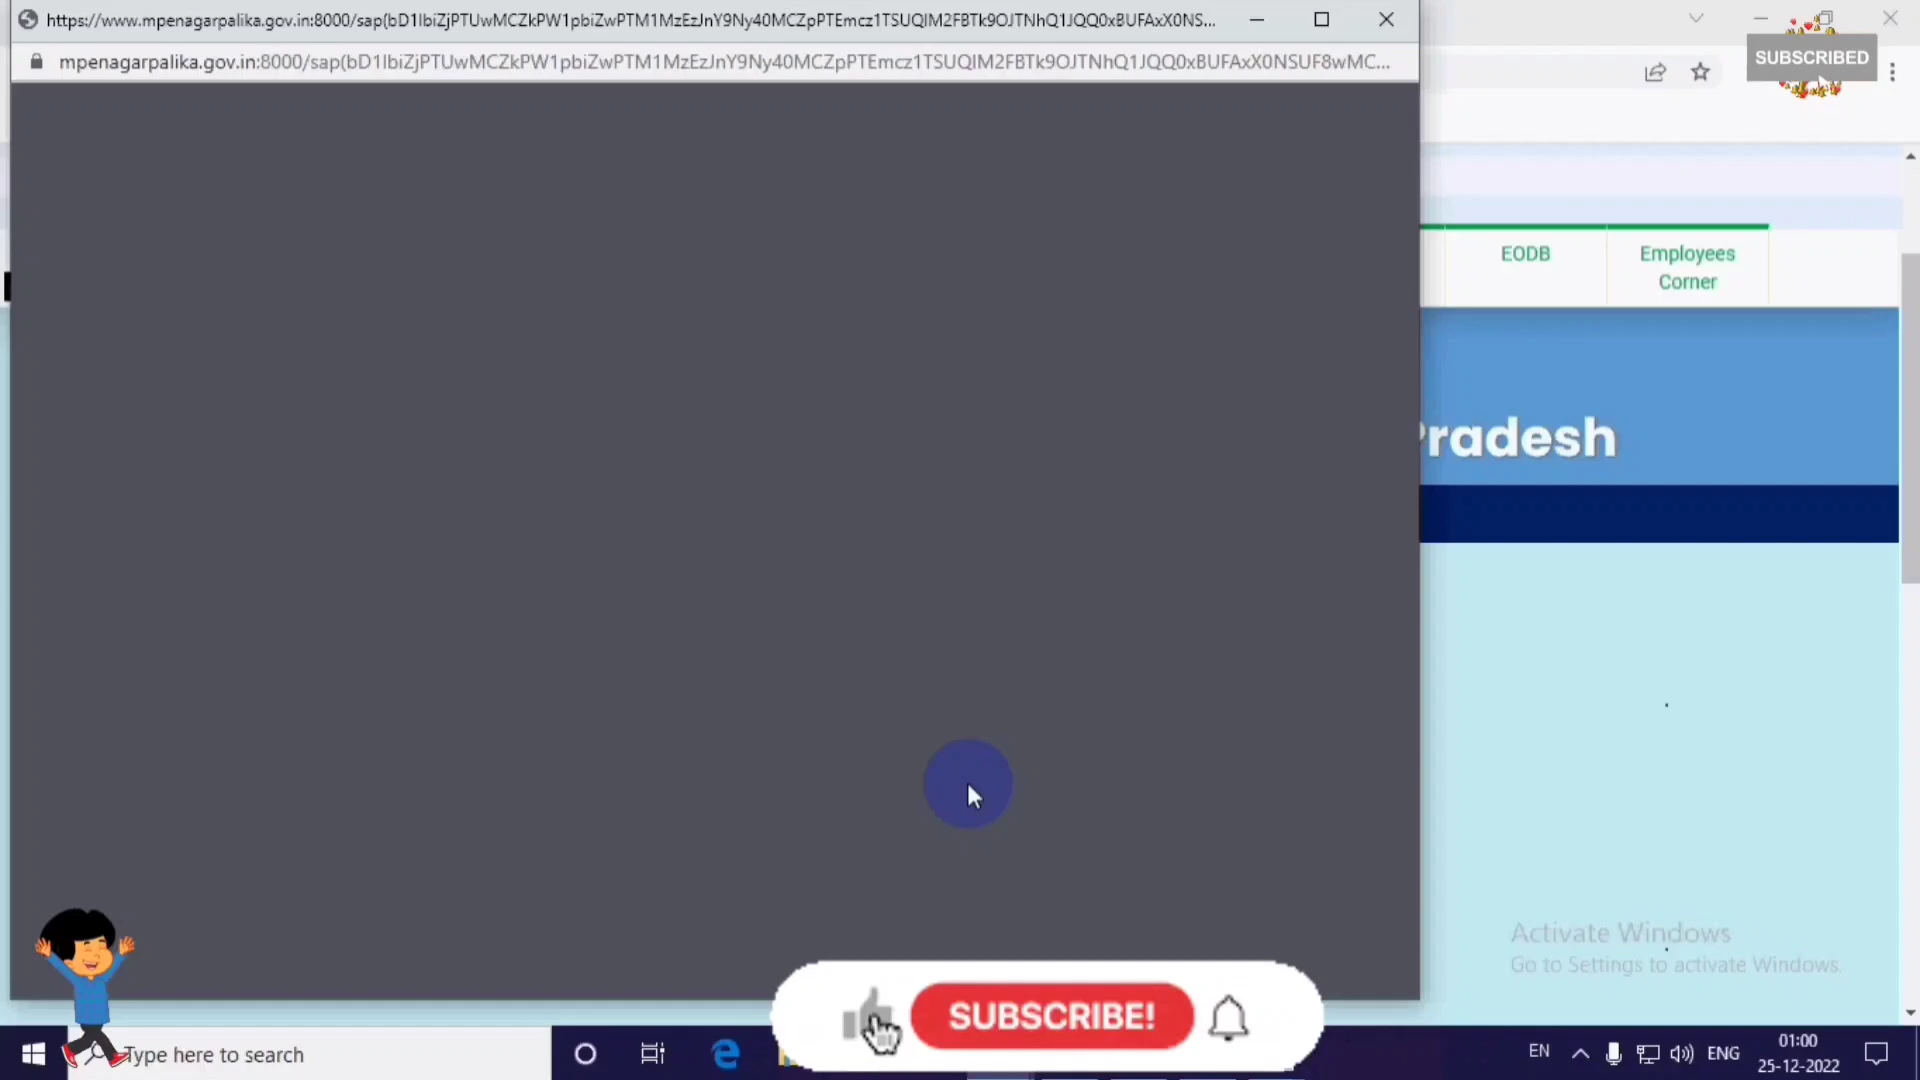 https://www.mpenagarpalika.gov.in:8000/sap(bD1lbiZjPTUwMCZkPW1pbiZwPTM1MzEzJnY9Ny40MCZpPTEmcz1TSUQlM2FBTk9OJTNhQ1JQQ0xBUFAxX0NS...
mpenagarpalika.gov.in:8000/sap(bD1lbiZjPTUwMCZkPW1pbiZwPTM1MzEzJnY9Ny40MCZpPTEmcz1TSUQlM2FBTk9OJTNhQ1JQQ0xBUFAxX0NSUF8wMC...
SUBSCRIBED
EODB
Employees
Corner
Pradesh
Activate Windows
Go to Settings to activate Windows.
SUBSCRIBE!
Type here to search
EN
ENG
01:00
25-12-2022